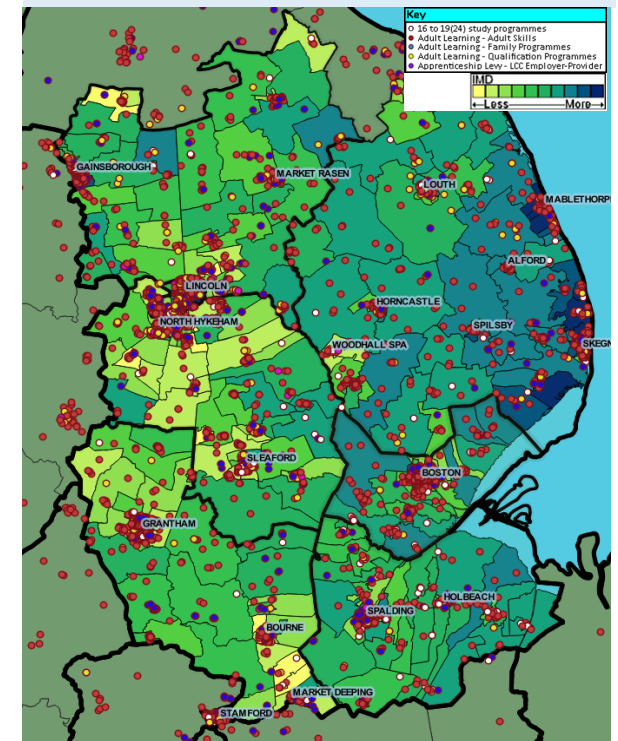 Key
16 to 19(24) study programmes
Adult Learning - Adult Skills
Adult Learning - Family Programmes
Adult Learning - Qualification Programmes
Apprenticeship Levy - LCC Employer-Provider
IMD
Less More
GAINSBOROUGH
MARKET RASEN
LOUTH
MABLETHORP
ALFORD
LINCOLN
HORNCASTLE
NORTH HYKEHAM
SPILSBY
WOODHALL SPA
SKEGN
SLEAFORD
BOSTON
GRANTHAM
HOLBEACH
SPALDING
BOURNE
MARKET DEEPING
STAMFORD